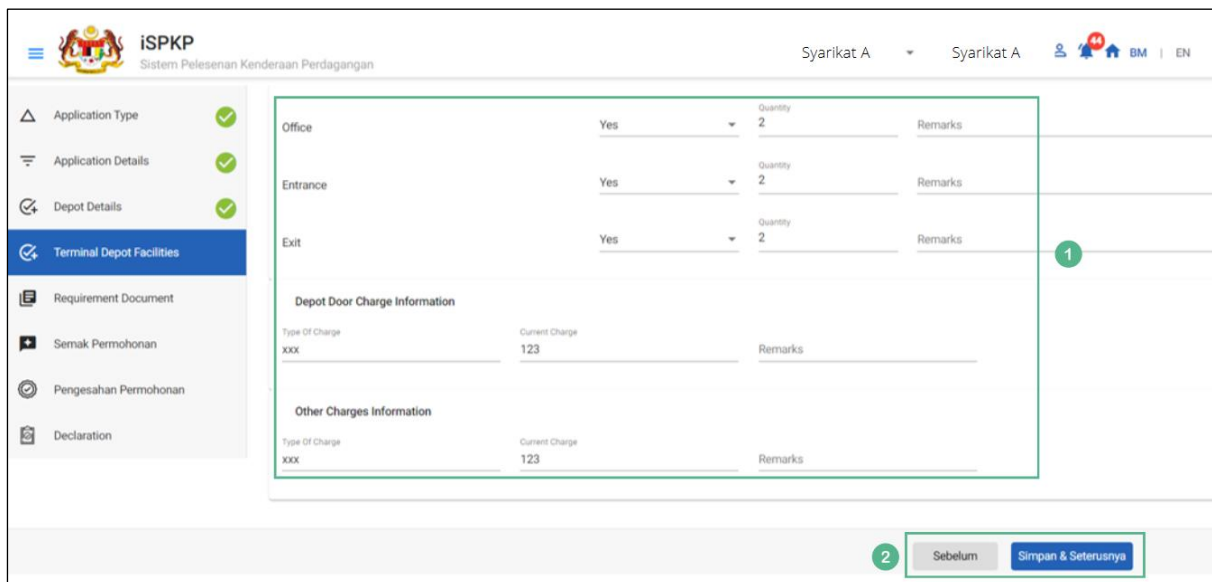 iSPKP
Sistem Pelesenan Kenderaan Perdagangan
Syarikat A
Syarikat A
44
BM | EN
Application Type
Application Details
Depot Details
Terminal Depot Facilities
Requirement Document
Semak Permohonan
Pengesahan Permohonan
Declaration
Quantity
Office Yes 2 Remarks
Quantity
Entrance Yes 2 Remarks
Quantity
Exit Yes 2 Remarks
1
Depot Door Charge Information
Type Of Charge Current Charge
xxx 123 Remarks
Other Charges Information
Type Of Charge Current Charge
xxx 123 Remarks
2 Sebelum Simpan & Seterusnya